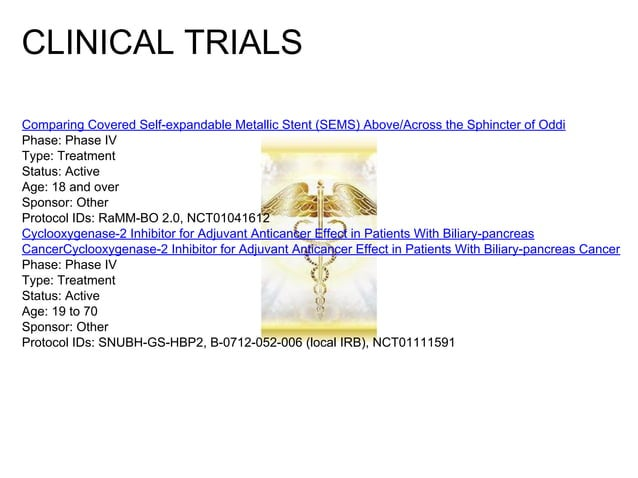 CLINICAL TRIALS
Comparing Covered Self-expandable Metallic Stent (SEMS) Above/Across the Sphincter of Oddi
Phase: Phase IV
Type: Treatment
Status: Active
Age: 18 and over
Sponsor: Other
Protocol IDs: RaMM-BO 2.0, NCT01041612
Cyclooxygenase-2 Inhibitor for Adjuvant Anticancer Effect in Patients With Biliary-pancreas
CancerCyclooxygenase-2 Inhibitor for Adjuvant Anticancer Effect in Patients With Biliary-pancreas Cancer
Phase: Phase IV
Type: Treatment
Status: Active
Age: 19 to 70
Sponsor: Other
Protocol IDs: SNUBH-GS-HBP2, B-0712-052-006 (local IRB), NCT01111591